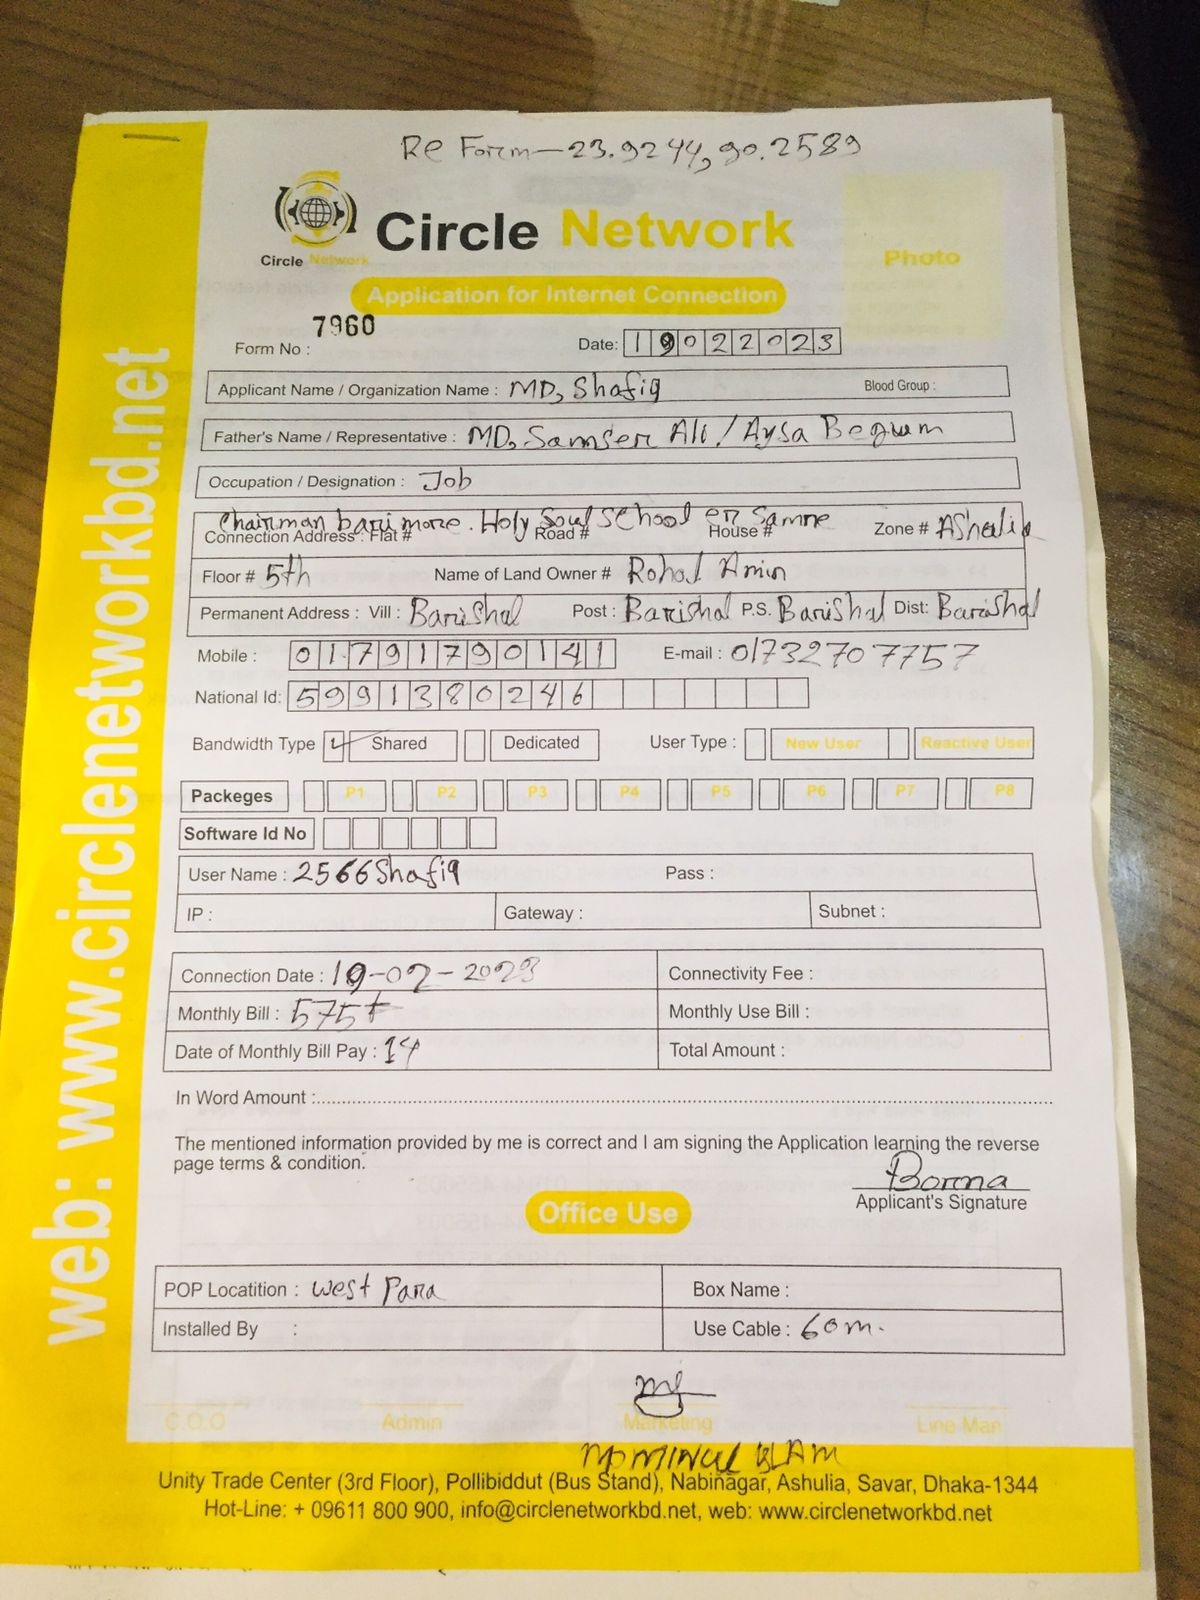 Re Form - 23.9244, 90.2589
Circle Network
Circle Network
Photo
Application for Internet Connection
7960
Form No :
Date: 19022023
Applicant Name / Organization Name : MD, Shafiq Blood Group :
Father's Name / Representative : MD, Samser Ali / Aysa Begum
Occupation / Designation : Job
Chairman bari more. Holy Soul School er Samne
Connection Address : Flat # Road # House # Zone # AShalia
Floor # 5th Name of Land Owner # Rohal Amin
Permanent Address : Vill : Barishal Post : Barishal P.S. Barishal Dist: Barishal
Mobile : 01791790141 E-mail : 01732707757
National Id: 5991380246
Bandwidth Type Shared Dedicated User Type : New User Reactive User
Packeges P1 P2 P3 P4 P5 P6 P7 P8
Software Id No
User Name : 2566Shafiq Pass :
IP : Gateway : Subnet :
Connection Date : 19-02-2023 Connectivity Fee :
Monthly Bill : 575t Monthly Use Bill :
Date of Monthly Bill Pay : 14 Total Amount :
In Word Amount :
The mentioned information provided by me is correct and I am signing the Application learning the reverse
page terms & condition.
Borna
Applicant's Signature
Office Use
POP Locatition : West Para Box Name :
Installed By : Use Cable : 60m.
C.O.O Admin Marketing Line Man
Unity Trade Center (3rd Floor), Pollibiddut (Bus Stand), Nabinagar, Ashulia, Savar, Dhaka-1344
Hot-Line: + 09611 800 900, info@circlenetworkbd.net, web: www.circlenetworkbd.net
web: www.circlenetworkbd.net